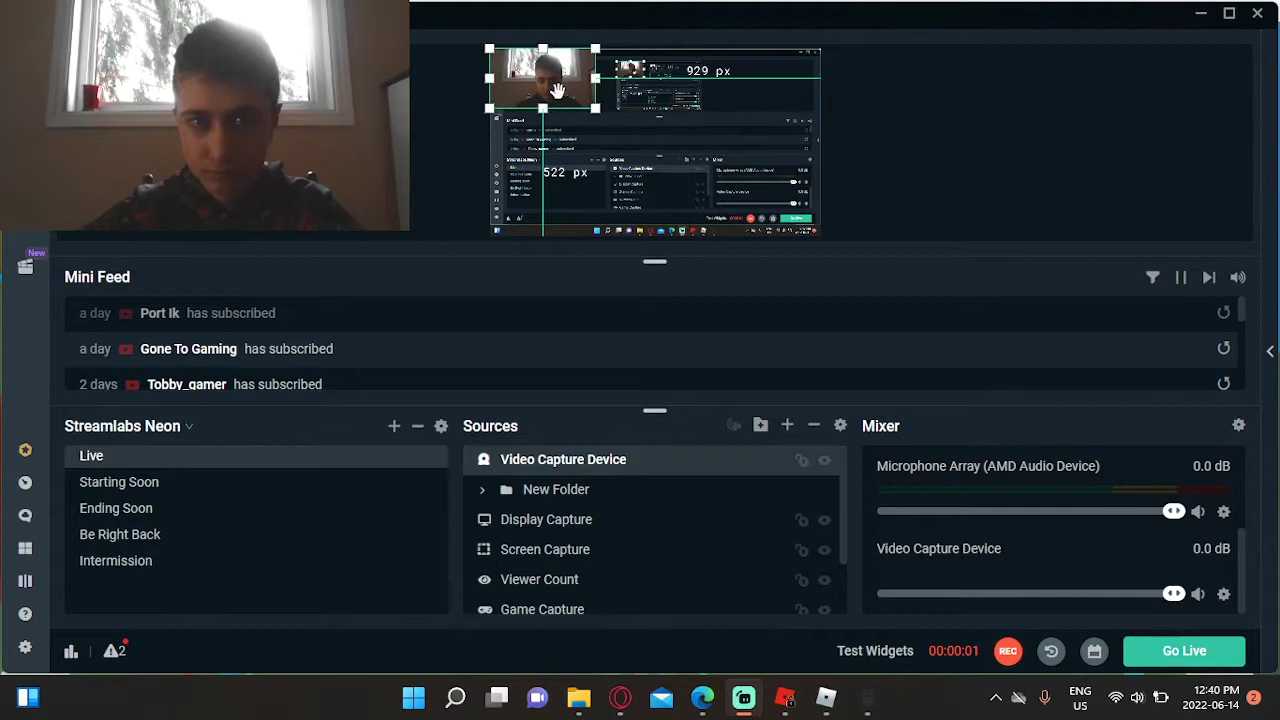 929 px
522 px
New
Mini Feed
a day Port Ik has subscribed
a day Gone To Gaming has subscribed
2 days Tobby_gamer has subscribed
Streamlabs Neon
Live
Starting Soon
Ending Soon
Be Right Back
Intermission
Sources
Video Capture Device
New Folder
Display Capture
Screen Capture
Viewer Count
Game Capture
Mixer
Microphone Array (AMD Audio Device) 0.0 dB
Video Capture Device 0.0 dB
2
Test Widgets 00:00:01 REC Go Live
ENG
US
12:40 PM
2022-06-14
2